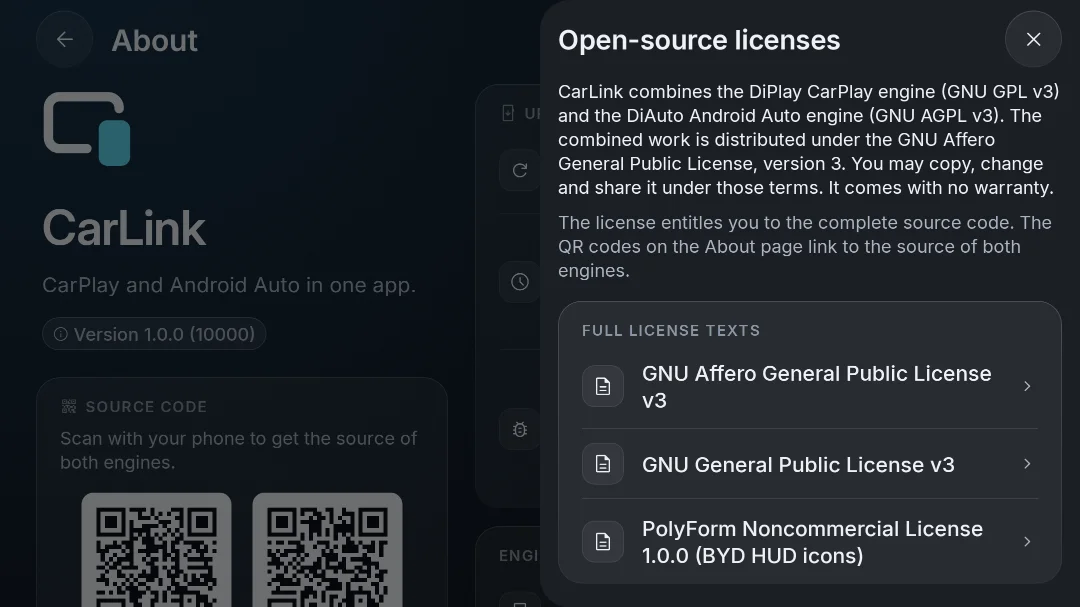 About
CarLink
CarPlay and Android Auto in one app.
Version 1.0.0 (10000)
SOURCE CODE
Scan with your phone to get the source of
both engines.
Open-source licenses
CarLink combines the DiPlay CarPlay engine (GNU GPL v3)
and the DiAuto Android Auto engine (GNU AGPL v3). The
combined work is distributed under the GNU Affero
General Public License, version 3. You may copy, change
and share it under those terms. It comes with no warranty.
The license entitles you to the complete source code. The
QR codes on the About page link to the source of both
engines.
FULL LICENSE TEXTS
GNU Affero General Public License
v3
GNU General Public License v3
PolyForm Noncommercial License
1.0.0 (BYD HUD icons)